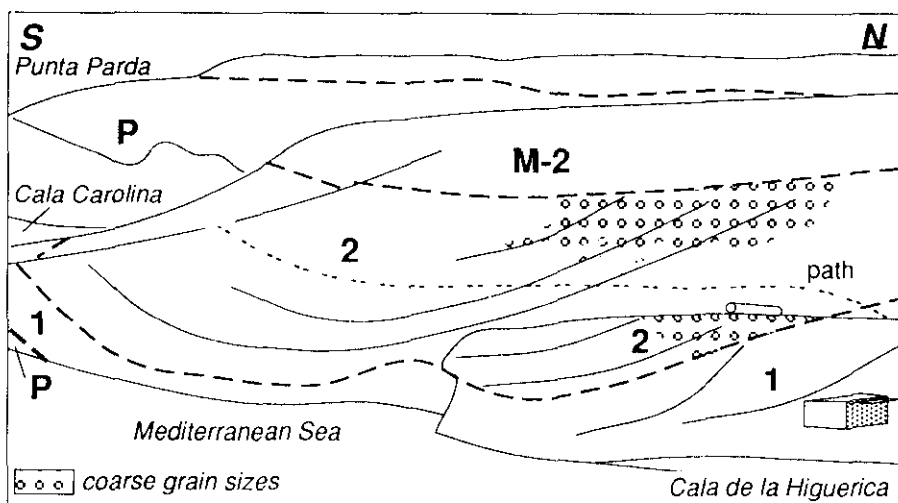 S
N
Punta Parda
P
M-2
Cala Carolina
2
path
1
2
1
P
Mediterranean Sea
coarse grain sizes
Cala de la Higuerica